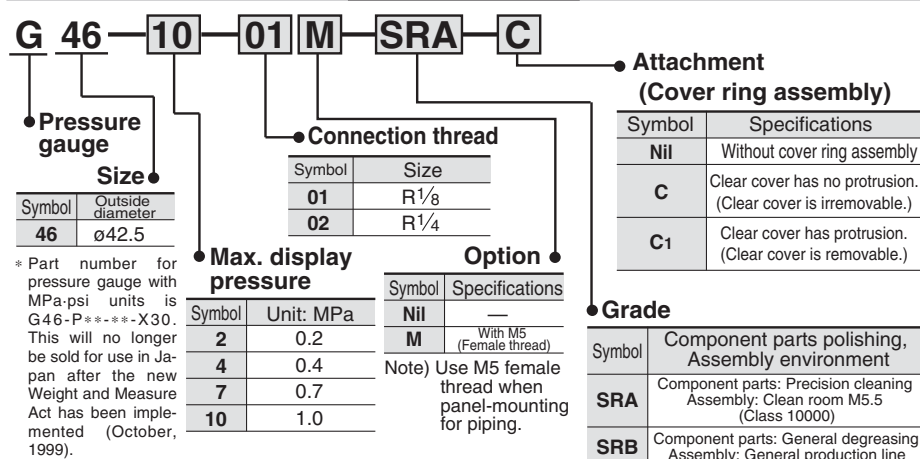 G 46 — 10 — 01 M — SRA — C
Pressure
gauge
Size
Symbol Outside diameter
46 ø42.5
* Part number for
pressure gauge with
MPa·psi units is
G46-P**-**-X30.
This will no longer
be sold for use in Ja-
pan after the new
Weight and Measure
Act has been imple-
mented (October,
1999).
Max. display
pressure
Symbol Unit: MPa
2 0.2
4 0.4
7 0.7
10 1.0
Connection thread
Symbol Size
01 R1/8
02 R1/4
Option
Symbol Specifications
Nil —
M With M5
(Female thread)
Note) Use M5 female
thread when
panel-mounting
for piping.
Attachment
(Cover ring assembly)
Symbol Specifications
Nil Without cover ring assembly
C Clear cover has no protrusion.
(Clear cover is irremovable.)
C1 Clear cover has protrusion.
(Clear cover is removable.)
Grade
Symbol Component parts polishing,
Assembly environment
SRA Component parts: Precision cleaning
Assembly: Clean room M5.5
(Class 10000)
SRB Component parts: General degreasing
Assembly: General production line